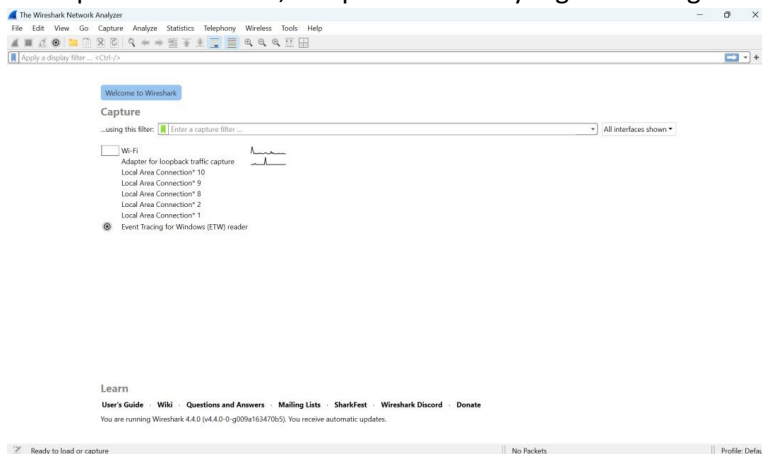 The Wireshark Network Analyzer
File Edit View Go Capture Analyze Statistics Telephony Wireless Tools Help
Apply a display filter ... <Ctrl-/>
Welcome to Wireshark
Capture
...using this filter: Enter a capture filter ... All interfaces shown
Wi-Fi
Adapter for loopback traffic capture
Local Area Connection* 10
Local Area Connection* 9
Local Area Connection* 8
Local Area Connection* 2
Local Area Connection* 1
Event Tracing for Windows (ETW) reader
Learn
User's Guide · Wiki · Questions and Answers · Mailing Lists · SharkFest · Wireshark Discord · Donate
You are running Wireshark 4.4.0 (v4.4.0-0-g009a163470b5). You receive automatic updates.
Ready to load or capture No Packets Profile: Defau